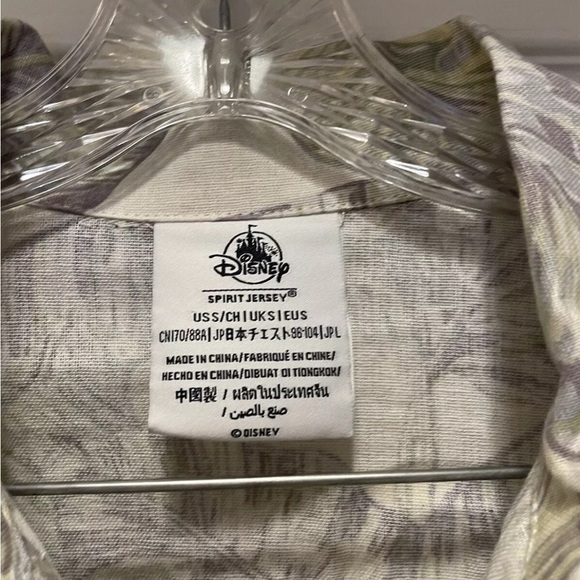 Disney
SPIRIT JERSEY®
US S/CH | UK S | EU S
CN170/88A | JP日本チエスト96-104 | JP L
MADE IN CHINA/FABRIQUÉ EN CHINE/
HECHO EN CHINA/DIBUAT DI TIONGKOK/
中國製 / ผลิตในประเทศจีน
صنع بالصين /
© DISNEY